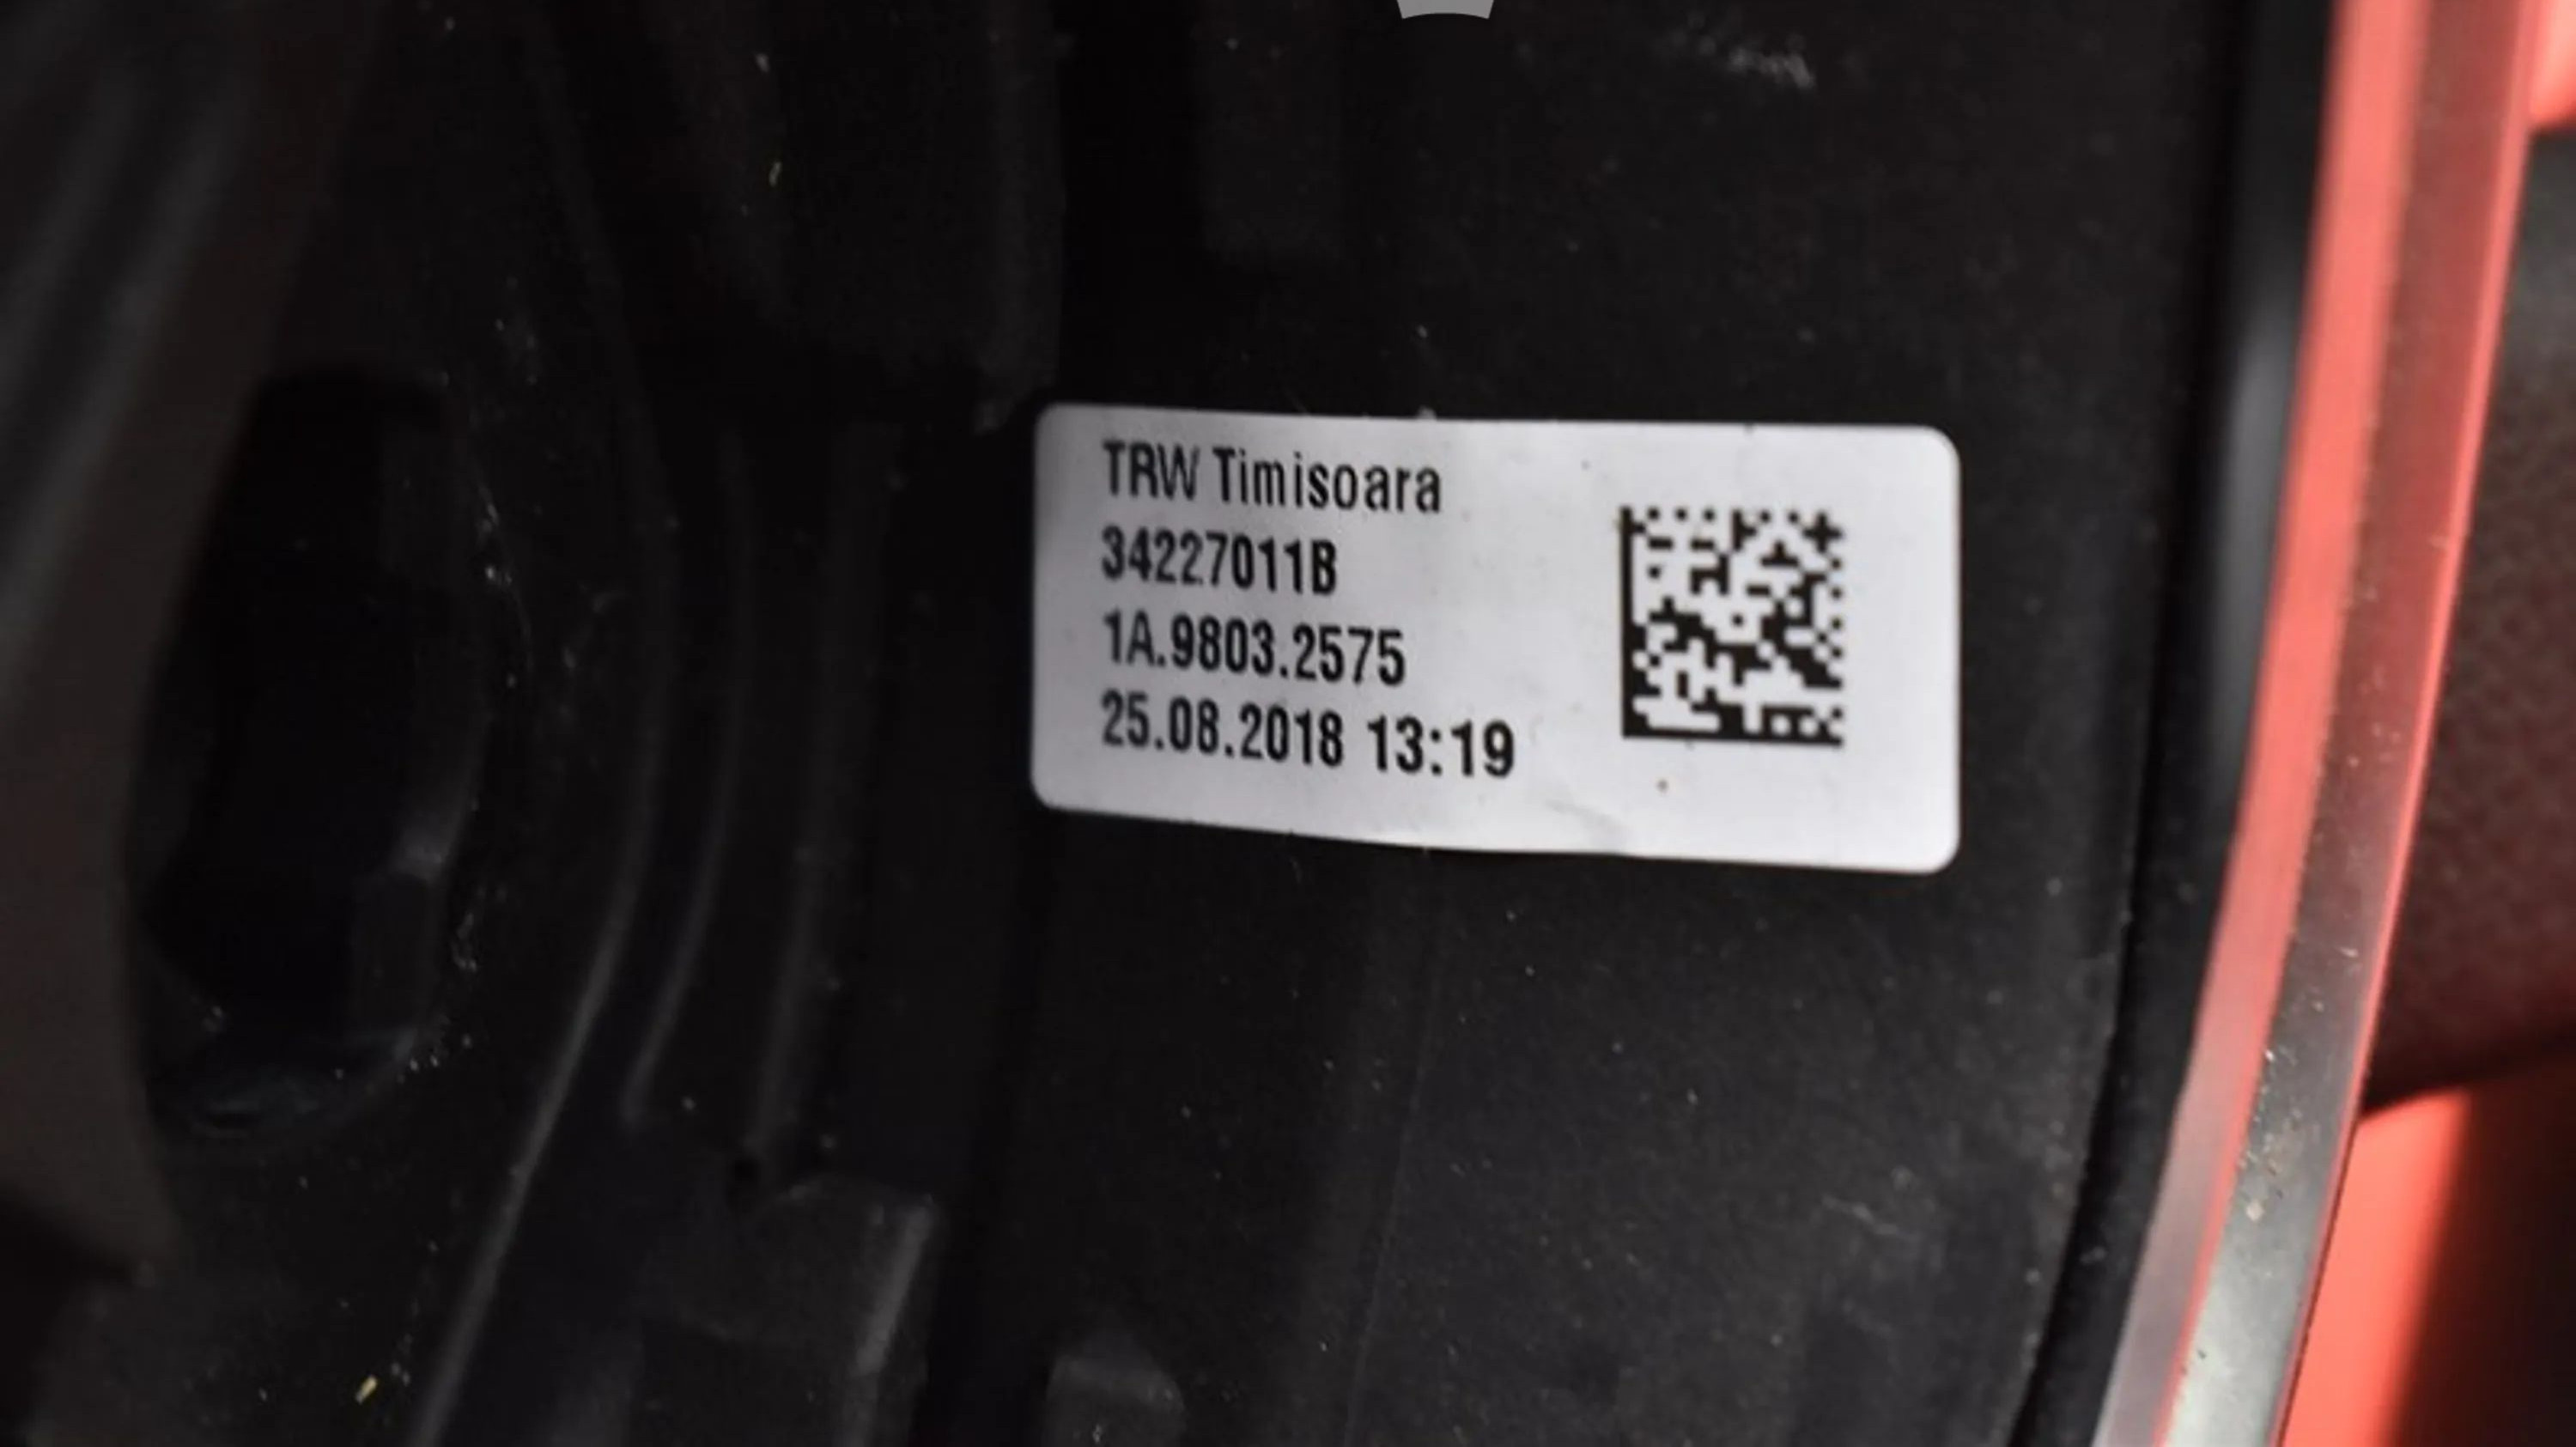 TRW Timisoara
34227011B
1A.9803.2575
25.08.2018 13:19